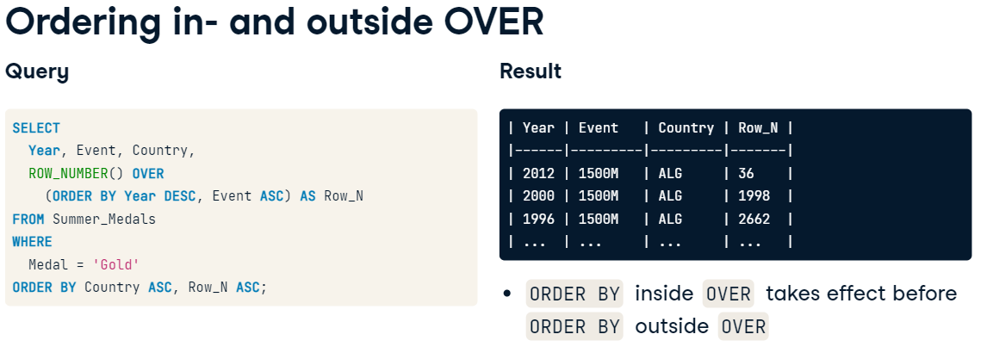 Ordering in- and outside OVER
Query
SELECT
Year, Event, Country,
ROW_NUMBER() OVER
(ORDER BY Year DESC, Event ASC) AS Row_N
FROM Summer_Medals
WHERE
Medal = 'Gold'
ORDER BY Country ASC, Row_N ASC;
Result
| Year | Event   | Country | Row_N |
|------|---------|---------|-------|
| 2012 | 1500M   | ALG     | 36    |
| 2000 | 1500M   | ALG     | 1998  |
| 1996 | 1500M   | ALG     | 2662  |
| ...  | ...     | ...     | ...   |
• ORDER BY inside OVER takes effect before
ORDER BY outside OVER